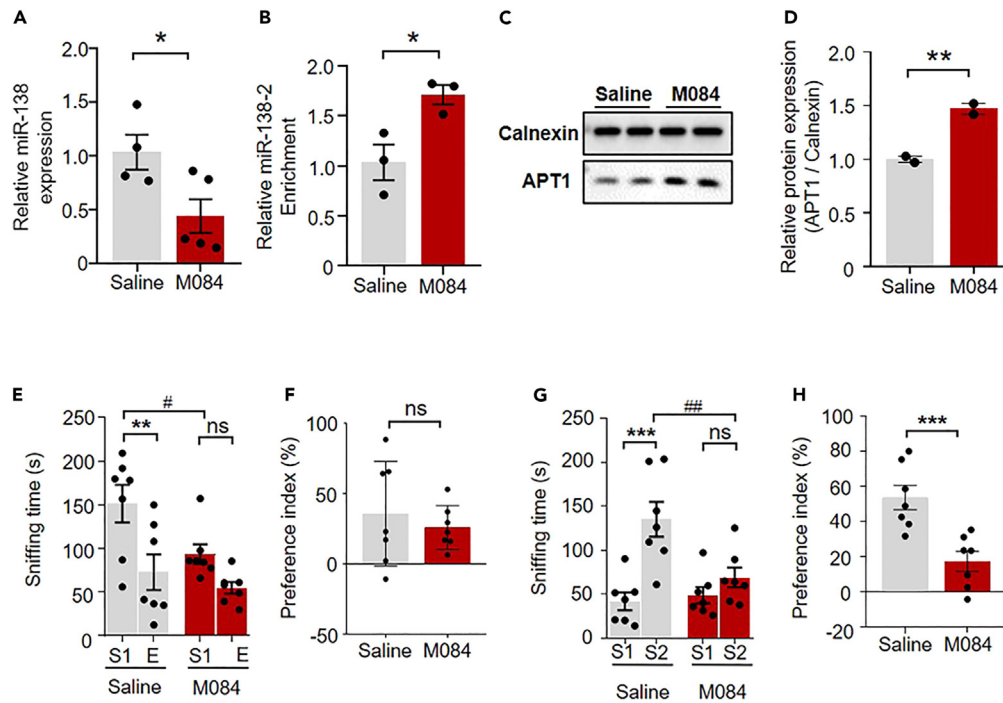 A
Relative miR-138
expression
2.0
1.5
1.0
0.5
0
*
Saline M084
B
Relative miR-138-2
Enrichment
2.0
1.5
1.0
0.5
0
*
Saline M084
C
Saline M084
Calnexin
APT1
D
Relative protein expression
(APT1 / Calnexin)
2.0
1.5
1.0
0
**
Saline M084
E
Sniffing time (s)
250
200
150
100
50
0
#
** ns
S1 E S1 E
Saline M084
F
Preference index (%)
100
50
0
-50
ns
Saline M084
G
Sniffing time (s)
250
200
150
100
50
0
##
*** ns
S1 S2 S1 S2
Saline M084
H
Preference index (%)
100
80
60
40
20
0
-20
***
Saline M084